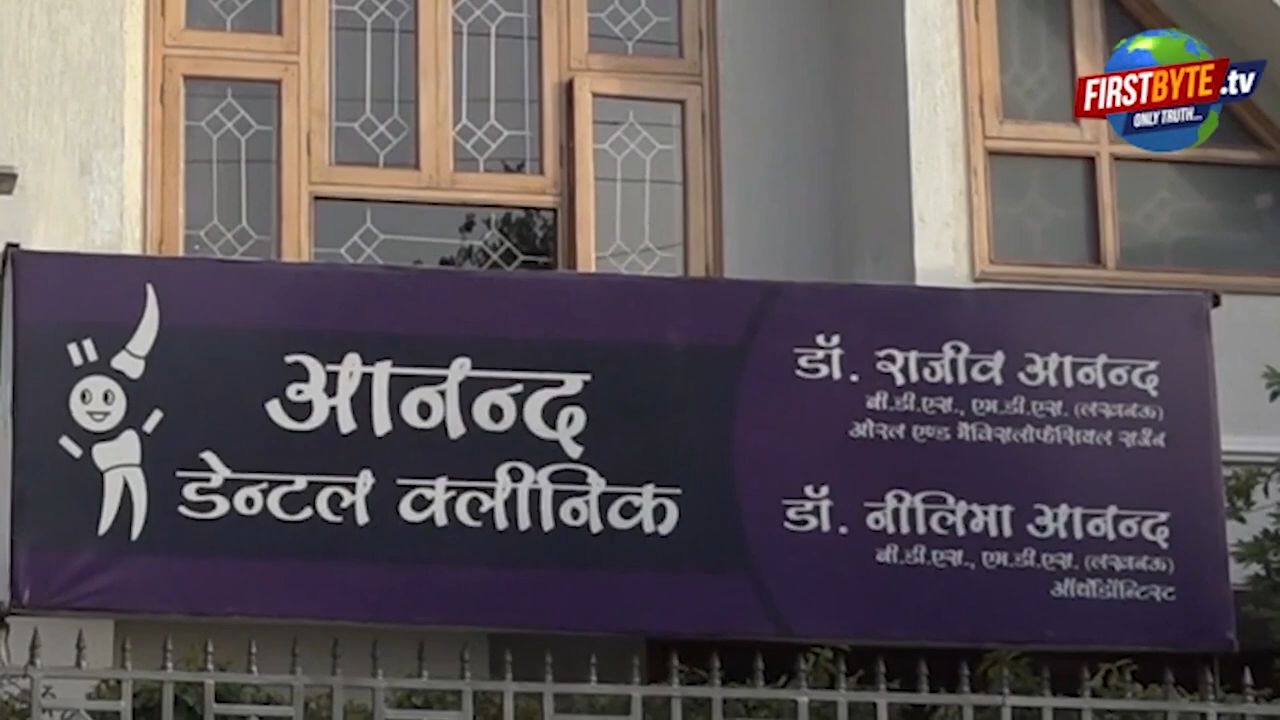 FIRSTBYTE.tv
ONLY TRUTH...
आनन्द
डेन्टल क्लीनिक
डॉ. राजीव आनन्द
बी.डी.एस., एम.डी.एस. (लखनऊ)
ओरल एण्ड मैक्सिलोफेसियल सर्जन
डॉ. नीलिमा आनन्द
बी.डी.एस., एम.डी.एस. (लखनऊ)
ऑर्थोडॉन्टिस्ट